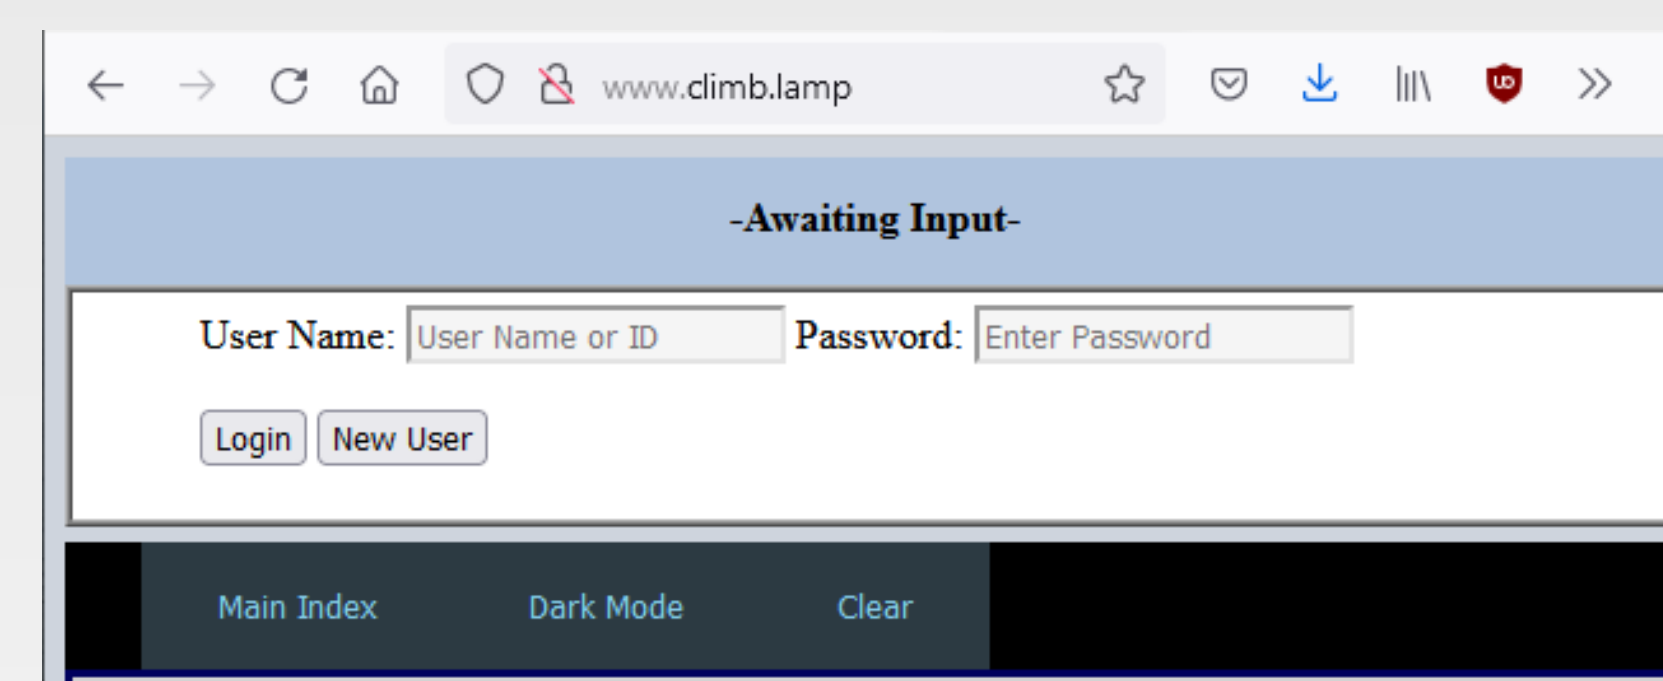 www.climb.lamp
-Awaiting Input-
User Name: User Name or ID Password: Enter Password
Login New User
Main Index Dark Mode Clear